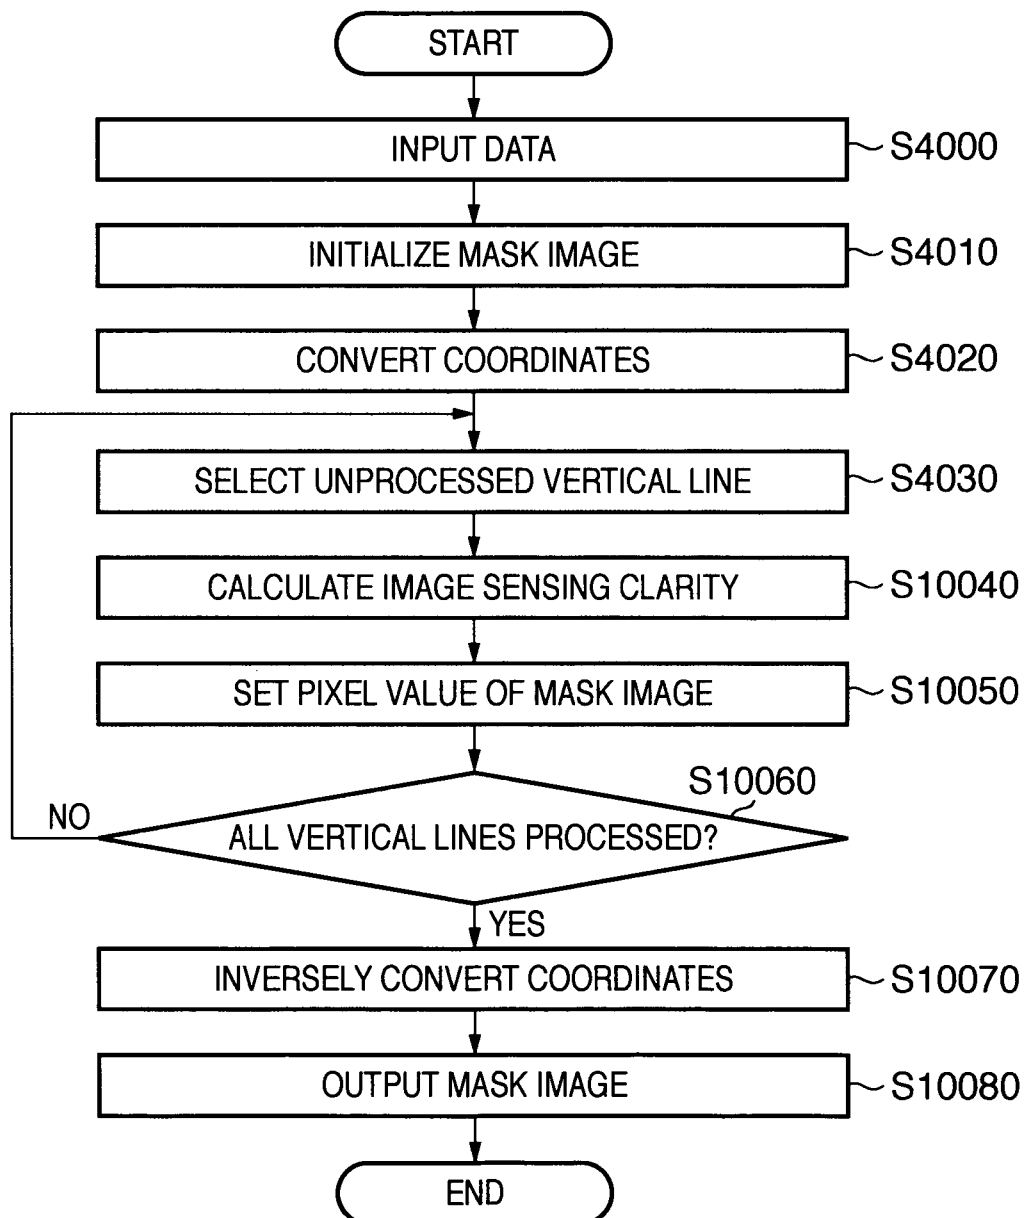 START
INPUT DATA
S4000
INITIALIZE MASK IMAGE
S4010
CONVERT COORDINATES
S4020
SELECT UNPROCESSED VERTICAL LINE
S4030
CALCULATE IMAGE SENSING CLARITY
S10040
SET PIXEL VALUE OF MASK IMAGE
S10050
S10060
NO
ALL VERTICAL LINES PROCESSED?
YES
INVERSELY CONVERT COORDINATES
S10070
OUTPUT MASK IMAGE
S10080
END